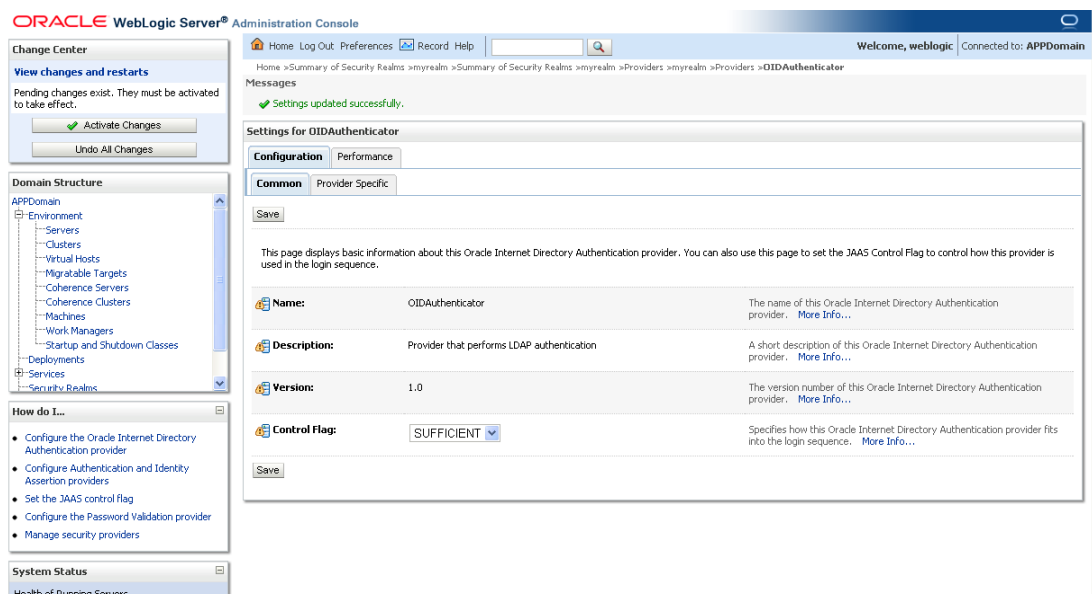 ORACLE WebLogic Server® Administration Console
Change Center
View changes and restarts
Pending changes exist. They must be activated
to take effect.
Activate Changes
Undo All Changes
Domain Structure
APPDomain
Environment
Servers
Clusters
Virtual Hosts
Migratable Targets
Coherence Servers
Coherence Clusters
Machines
Work Managers
Startup and Shutdown Classes
Deployments
Services
Security Realms
How do I...
Configure the Oracle Internet Directory
Authentication provider
Configure Authentication and Identity
Assertion providers
Set the JAAS control flag
Configure the Password Validation provider
Manage security providers
System Status
Health of Running Servers
Home Log Out Preferences Record Help
Welcome, weblogic Connected to: APPDomain
Home >Summary of Security Realms >myrealm >Summary of Security Realms >myrealm >Providers >myrealm >Providers >OIDAuthenticator
Messages
Settings updated successfully.
Settings for OIDAuthenticator
Configuration Performance
Common Provider Specific
Save
This page displays basic information about this Oracle Internet Directory Authentication provider. You can also use this page to set the JAAS Control Flag to control how this provider is
used in the login sequence.
Name: OIDAuthenticator The name of this Oracle Internet Directory Authentication
provider. More Info...
Description: Provider that performs LDAP authentication A short description of this Oracle Internet Directory Authentication
provider. More Info...
Version: 1.0 The version number of this Oracle Internet Directory Authentication
provider. More Info...
Control Flag: SUFFICIENT Specifies how this Oracle Internet Directory Authentication provider fits
into the login sequence. More Info...
Save